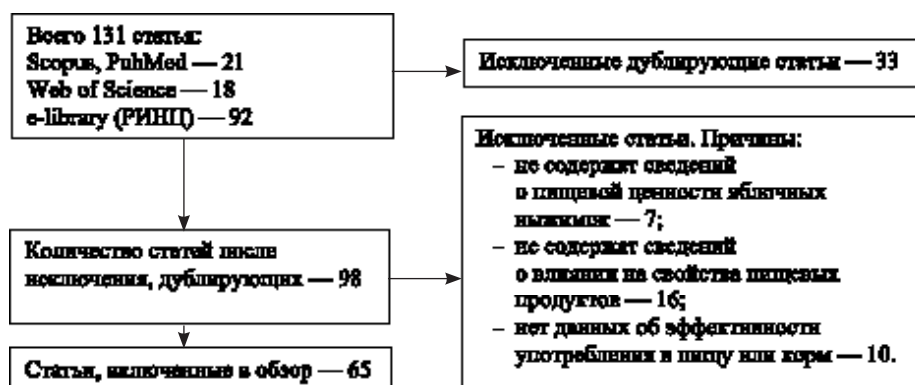 Всего 131 статья:
Scopus, PubMed — 21
Web of Science — 18
e-library (РИНЦ) — 92
Исключенные дублирующие статьи — 33
Исключенные статьи. Причины:
– не содержат сведений
о пищевой ценности яблочных
выжимок — 7;
– не содержат сведений
о влиянии на свойства пищевых
продуктов — 16;
– нет данных об эффективности
употребления в пищу или корм — 10.
Количество статей после
исключения, дублирующих — 98
Статьи, включенные в обзор — 65